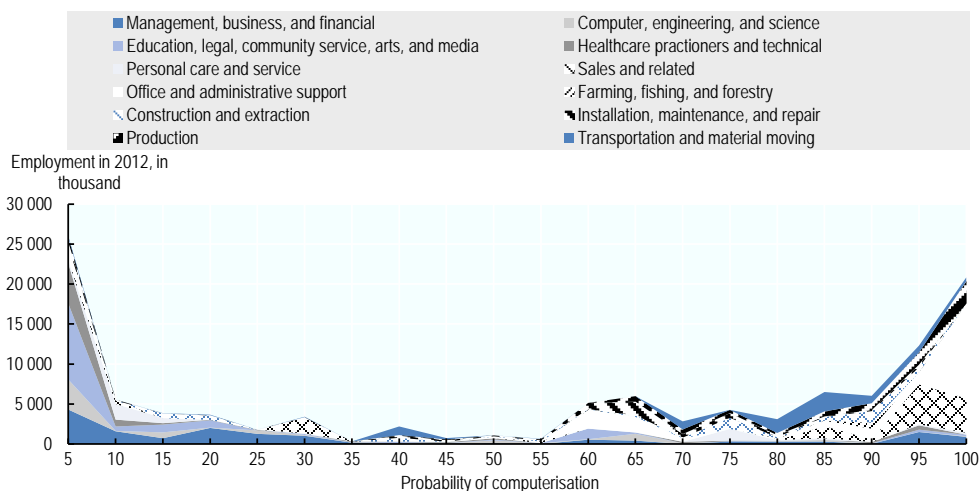 Management, business, and financial
Computer, engineering, and science
Education, legal, community service, arts, and media
Healthcare practioners and technical
Personal care and service
Sales and related
Office and administrative support
Farming, fishing, and forestry
Construction and extraction
Installation, maintenance, and repair
Production
Transportation and material moving
Employment in 2012, in
thousand
30 000
25 000
20 000
15 000
10 000
5 000
0
5 10 15 20 25 30 35 40 45 50 55 60 65 70 75 80 85 90 95 100
Probability of computerisation